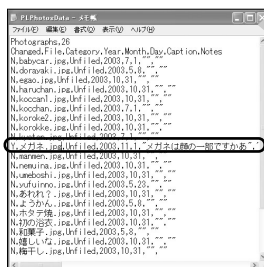 PI.PhotosData - メモ帳
ファイル(F) 編集(E) 書式(O) 表示(V) ヘルプ(H)
Photographs,26
Changed,File,Category,Year,Month,Day,Caption,Notes
N,babycar.jpg,Unfiled,2003,7,1,"",""
N,dorayaki.jpg,Unfiled,2003,5,8,"",""
N,egao.jpg,Unfiled,2003,10,31,"",""
N,haruchan.jpg,Unfiled,2003,10,31,"",""
N,koccan1.jpg,Unfiled,2003,10,31,"",""
N,kocchan.jpg,Unfiled,2003,7,1,"",""
N,koroke2.jpg,Unfiled,2003,10,31,"",""
N,korokke.jpg,Unfiled,2003,10,31,"",""
Y,メガネ.jpg,Unfiled,2003,11,1,"メガネは顔の一部ですかあ","
N,manmen.jpg,Unfiled,2003,10,31,"",""
N,nemuina.jpg,Unfiled,2003,10,31,"",""
N,umeboshi.jpg,Unfiled,2003,10,31,"",""
N,yufuinno.jpg,Unfiled,2003,5,23,"",""
N,あれれ？.jpg,Unfiled,2003,10,31,"",""
N,ようかん.jpg,Unfiled,2003,5,8,"",""
N,ホタテ焼.jpg,Unfiled,2003,10,31,"",""
N,初の浴衣.jpg,Unfiled,2003,10,31,"",""
N,和菓子.jpg,Unfiled,2003,5,8,"",""
N,嬉しいな.jpg,Unfiled,2003,10,31,"",""
N,梅干し.jpg,Unfiled,2003,10,31,"",""